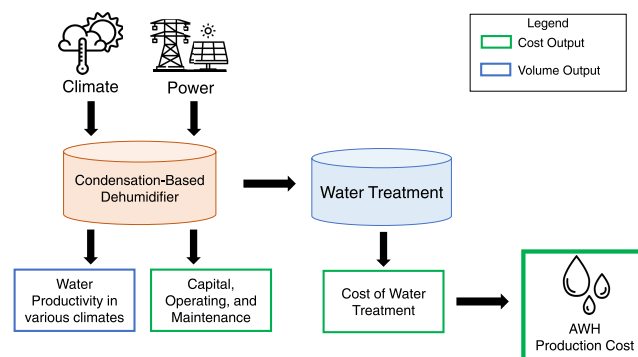 Legend
Cost Output
Volume Output
Climate
Power
Condensation-Based
Dehumidifier
Water Treatment
Water
Productivity in
various climates
Capital,
Operating, and
Maintenance
Cost of Water
Treatment
AWH
Production Cost